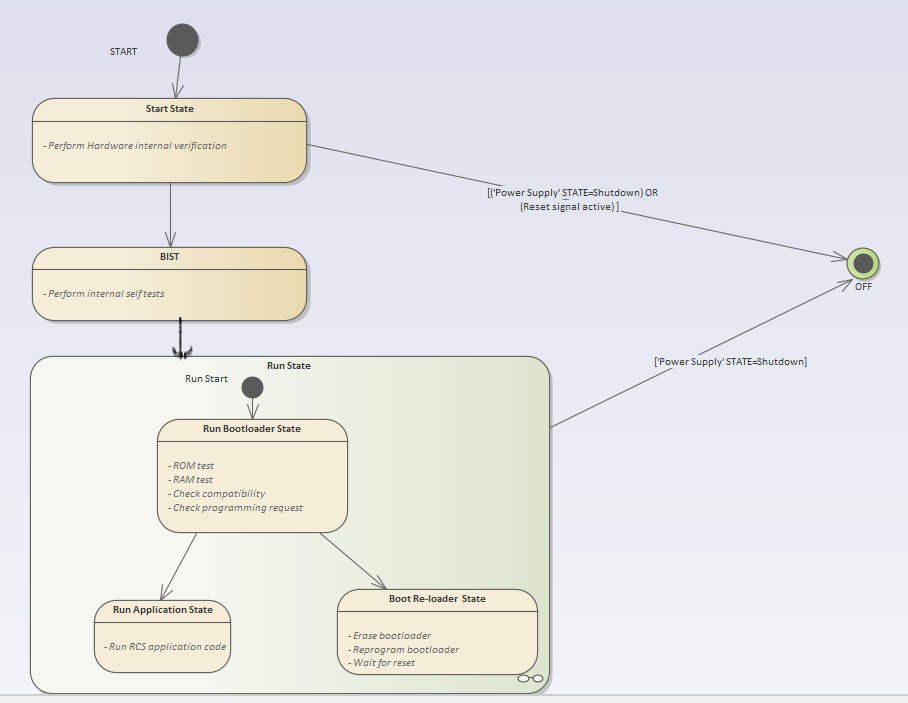 START
Start State
- Perform Hardware internal verification
[('Power Supply' STATE=Shutdown) OR
(Reset signal active) ]
BIST
- Perform internal self tests
OFF
['Power Supply' STATE=Shutdown]
Run State
Run Start
Run Bootloader State
- ROM test
- RAM test
- Check compatibility
- Check programming request
Run Application State
- Run RCS application code
Boot Re-loader State
- Erase bootloader
- Reprogram bootloader
- Wait for reset